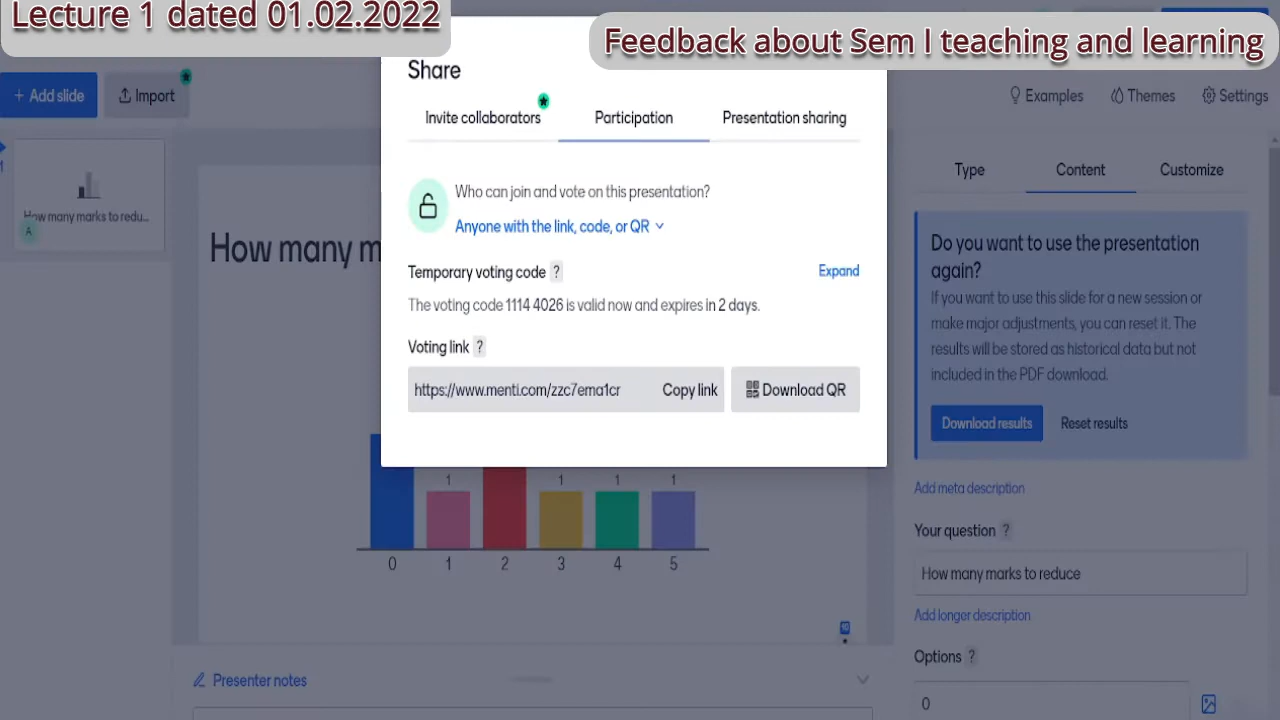 Lecture 1 dated 01.02.2022
Feedback about Sem I teaching and learning
Share
+ Add slide
Import
Examples
Themes
Settings
Invite collaborators
Participation
Presentation sharing
1
How many marks to redu...
A
How many m
Who can join and vote on this presentation?
Anyone with the link, code, or QR
Temporary voting code ?
Expand
The voting code 1114 4026 is valid now and expires in 2 days.
Voting link ?
https://www.menti.com/zzc7ema1cr
Copy link
Download QR
1 1 1 1
0 1 2 3 4 5
Presenter notes
Type
Content
Customize
Do you want to use the presentation
again?
If you want to use this slide for a new session or
make major adjustments, you can reset it. The
results will be stored as historical data but not
included in the PDF download.
Download results
Reset results
Add meta description
Your question ?
How many marks to reduce
Add longer description
Options ?
0